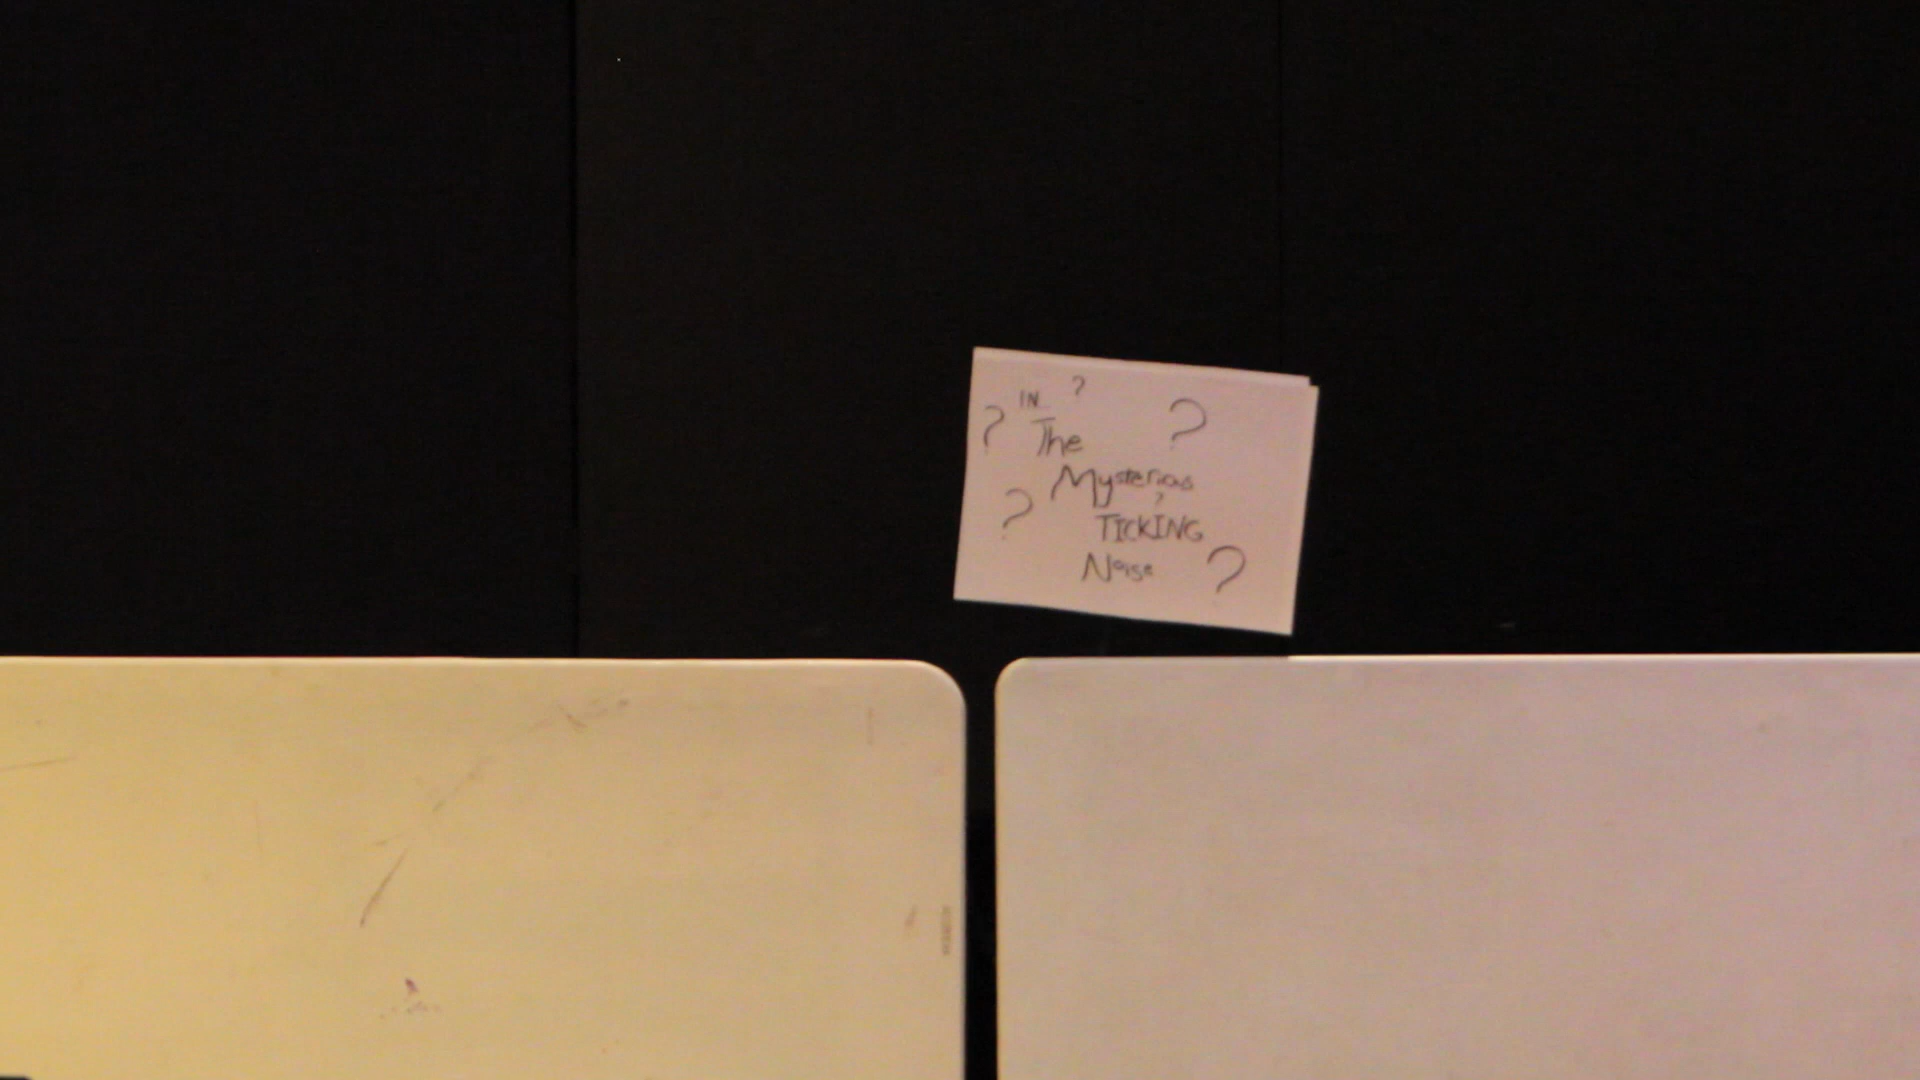 ? IN ?
The ?
Mysterious
? ?
TICKING
Noise ?